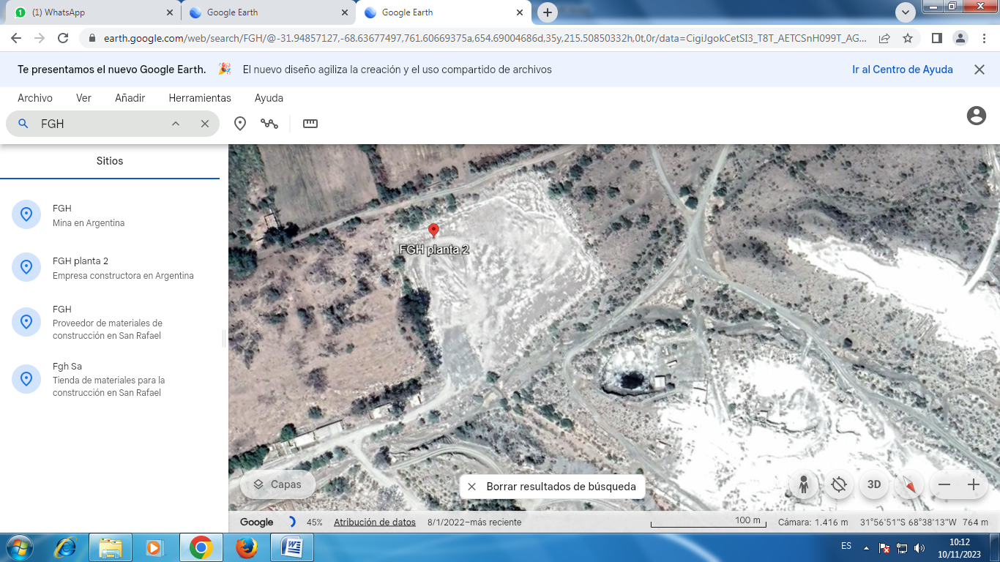 (1) WhatsApp
Google Earth
Google Earth
earth.google.com/web/search/FGH/@-31.94857127,-68.63677497,761.60669375a,654.69004686d,35y,215.50850332h,0t,0r/data=CigiJgokCetSI3_T8T_AETCSnH099T_AG...
Te presentamos el nuevo Google Earth. 🎉 El nuevo diseño agiliza la creación y el uso compartido de archivos
Ir al Centro de Ayuda
Archivo Ver Añadir Herramientas Ayuda
FGH
Sitios
FGH
Mina en Argentina
FGH planta 2
Empresa constructora en Argentina
FGH
Proveedor de materiales de
construcción en San Rafael
Fgh Sa
Tienda de materiales para la
construcción en San Rafael
FGH planta 2
Capas
Borrar resultados de búsqueda
3D
Google 45% Atribución de datos 8/1/2022–más reciente 100 m Cámara: 1.416 m 31°56'51"S 68°38'13"W 764 m
ES
10:12
10/11/2023